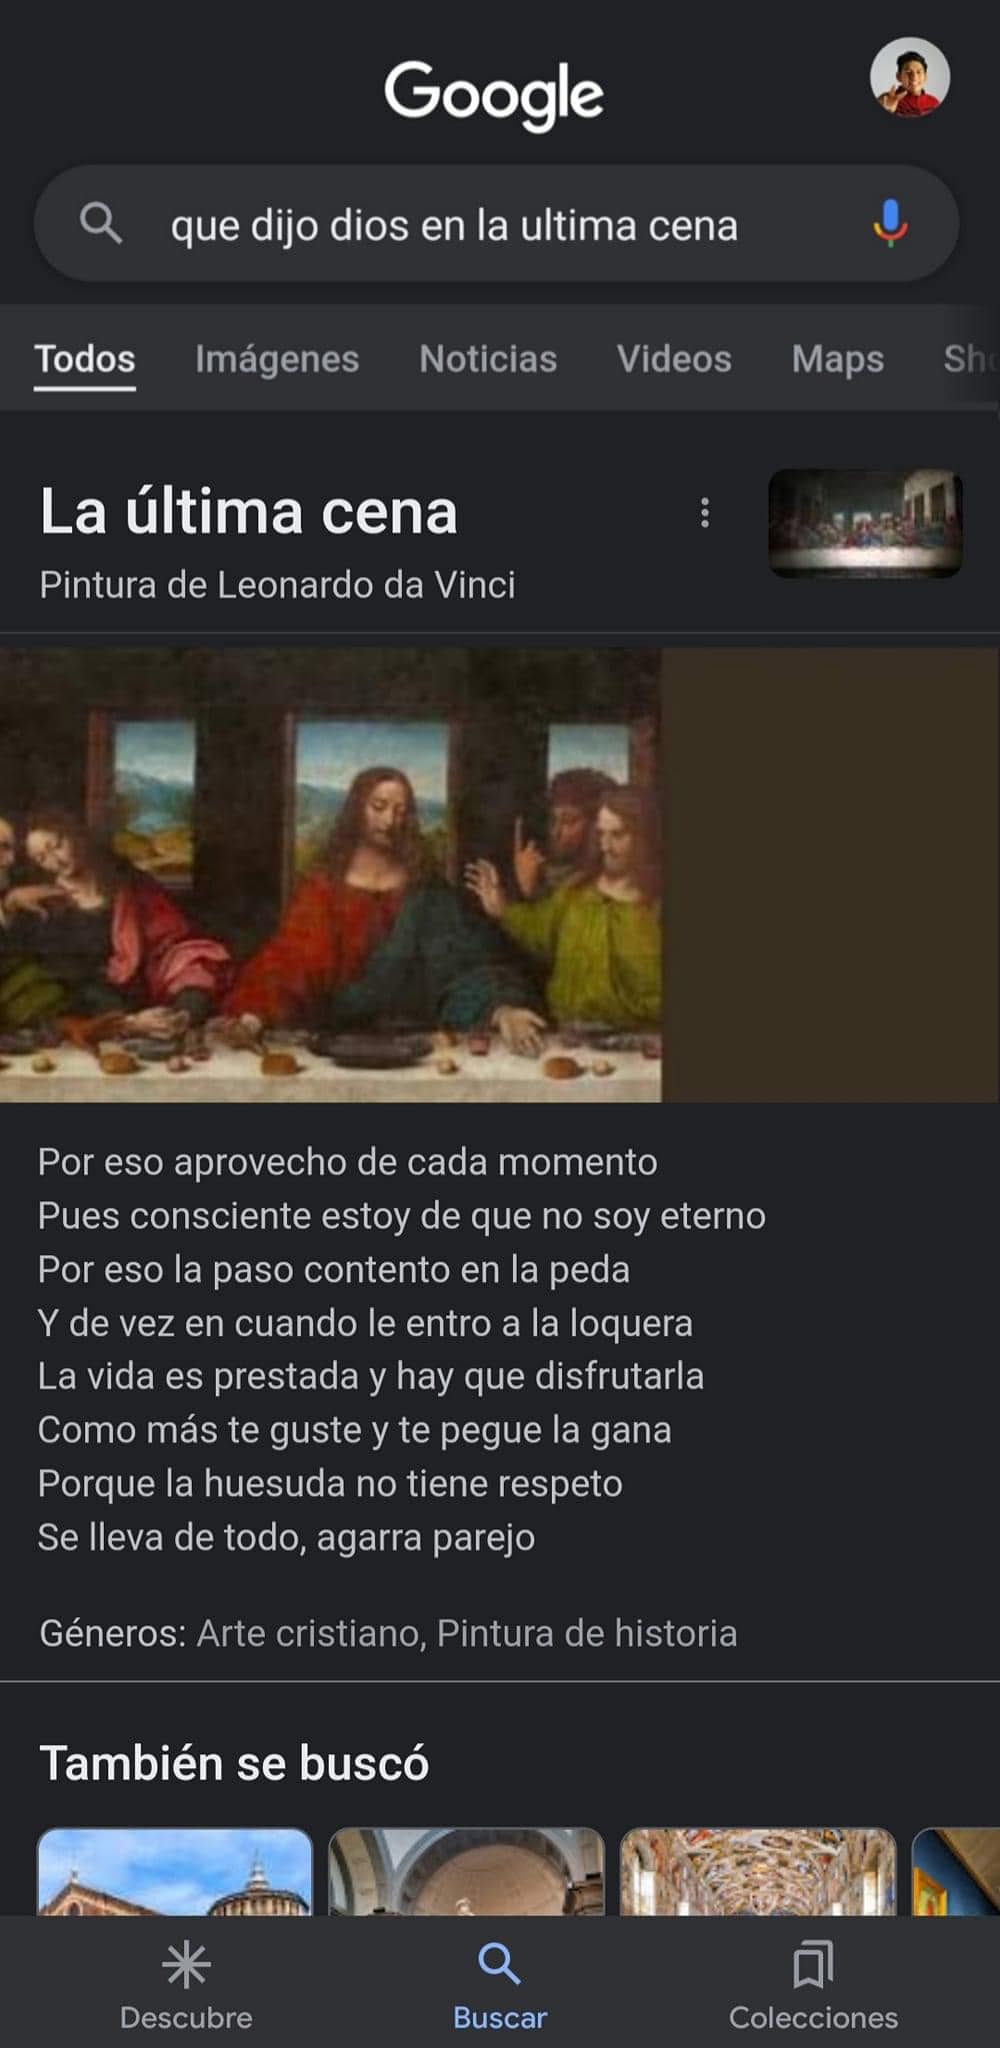 Google
que dijo dios en la ultima cena
Todos Imágenes Noticias Videos Maps Sh
La última cena
Pintura de Leonardo da Vinci
Por eso aprovecho de cada momento
Pues consciente estoy de que no soy eterno
Por eso la paso contento en la peda
Y de vez en cuando le entro a la loquera
La vida es prestada y hay que disfrutarla
Como más te guste y te pegue la gana
Porque la huesuda no tiene respeto
Se lleva de todo, agarra parejo
Géneros: Arte cristiano, Pintura de historia
También se buscó
Descubre Buscar Colecciones